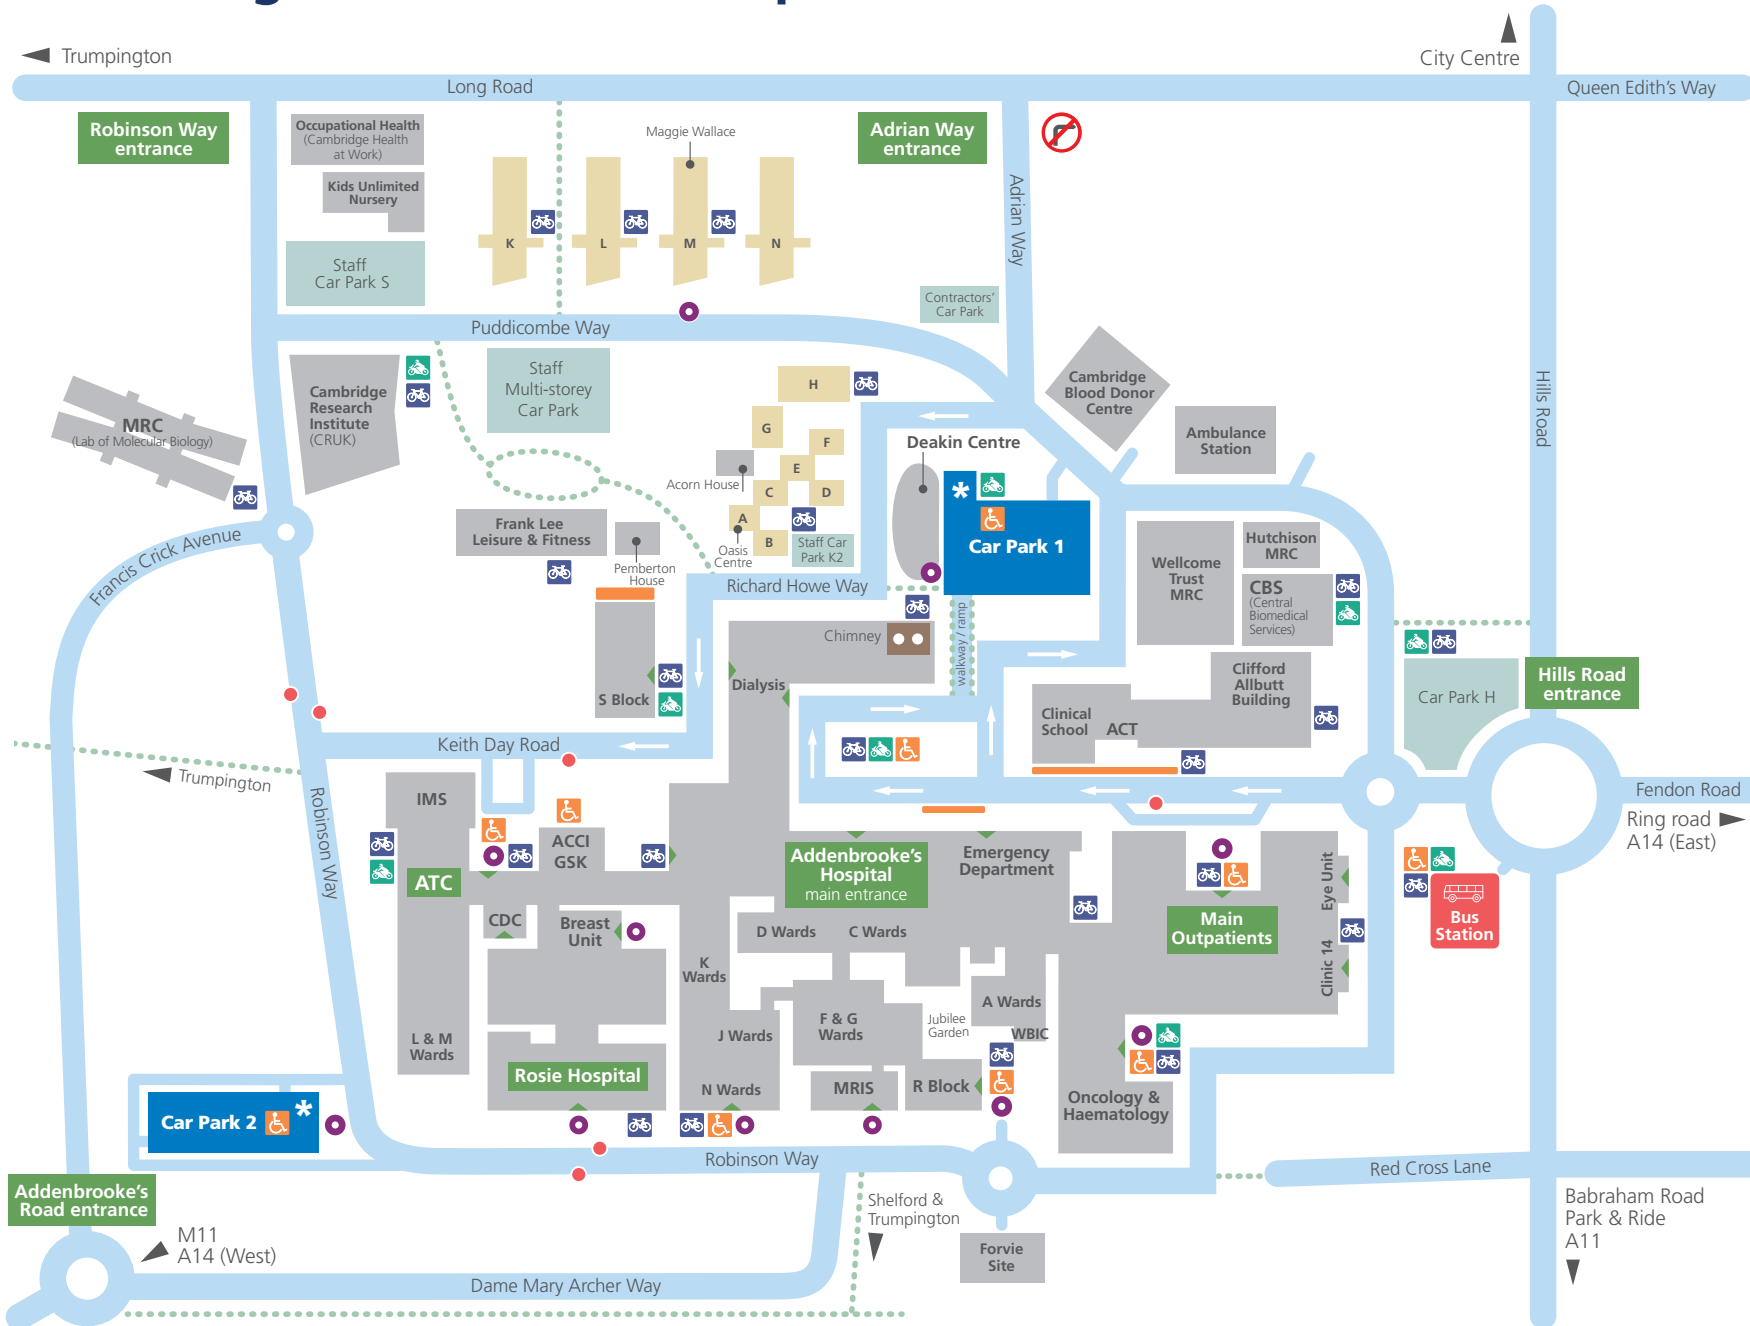 Trumpington
City Centre
Long Road
Queen Edith's Way
Robinson Way
entrance
Occupational Health
(Cambridge Health
at Work)
Kids Unlimited
Nursery
Maggie Wallace
Adrian Way
entrance
Adrian Way
K
L
M
N
Staff
Car Park S
Contractors'
Car Park
Puddicombe Way
Hills Road
MRC
(Lab of Molecular Biology)
Cambridge
Research
Institute
(CRUK)
Staff
Multi-storey
Car Park
H
G
F
E
C
D
A
B
Acorn House
Oasis
Centre
Staff Car
Park K2
Deakin Centre
Cambridge
Blood Donor
Centre
Ambulance
Station
*
Car Park 1
Francis Crick Avenue
Frank Lee
Leisure & Fitness
Pemberton
House
Richard Howe Way
Wellcome
Trust
MRC
Hutchison
MRC
CBS
(Central
Biomedical
Services)
Chimney
walkway / ramp
S Block
Dialysis
Clinical
School
ACT
Clifford
Allbutt
Building
Car Park H
Hills Road
entrance
Keith Day Road
Trumpington
Robinson Way
Fendon Road
Ring road
A14 (East)
IMS
ACCI
GSK
ATC
CDC
Breast
Unit
Addenbrooke's
Hospital
main entrance
Emergency
Department
Main
Outpatients
Eye Unit
Clinic 14
Bus
Station
D Wards
C Wards
K
Wards
A Wards
WBIC
Jubilee
Garden
F & G
Wards
J Wards
L & M
Wards
Rosie Hospital
N Wards
MRIS
R Block
Oncology &
Haematology
Car Park 2
*
Robinson Way
Red Cross Lane
Addenbrooke's
Road entrance
M11
A14 (West)
Shelford &
Trumpington
Babraham Road
Park & Ride
A11
Forvie
Site
Dame Mary Archer Way